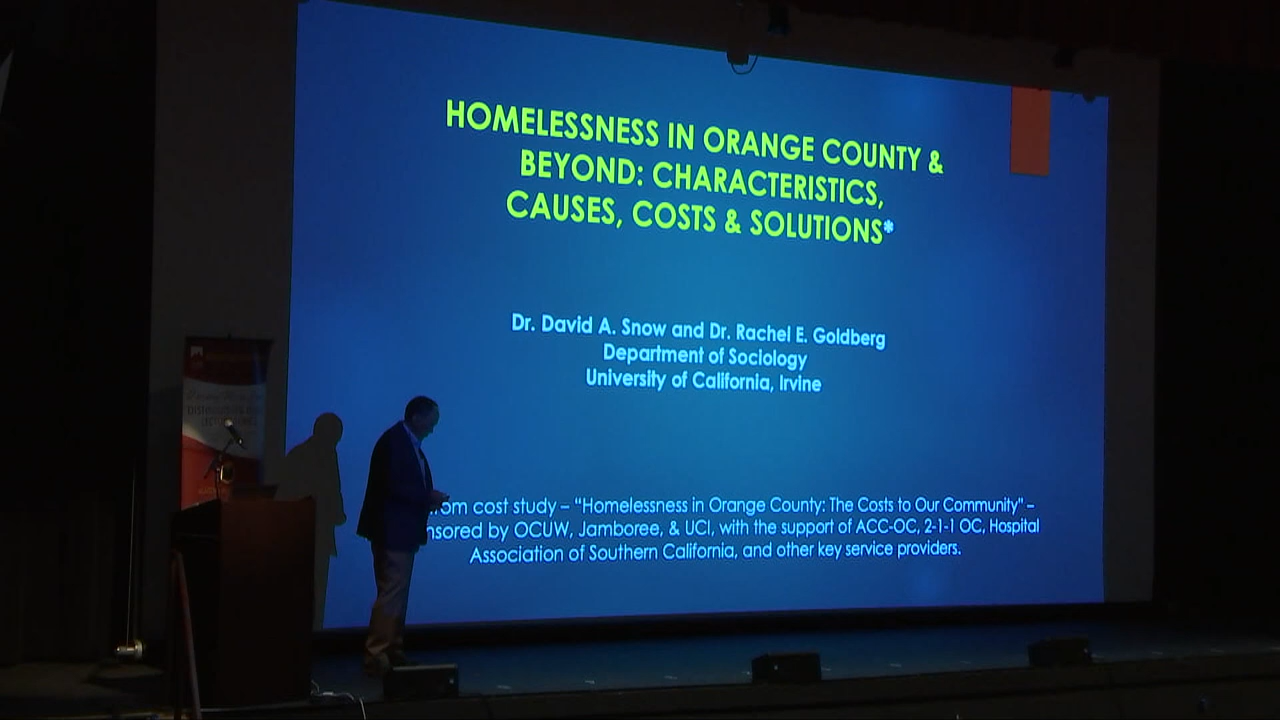 HOMELESSNESS IN ORANGE COUNTY &
BEYOND: CHARACTERISTICS,
CAUSES, COSTS & SOLUTIONS*
Dr. David A. Snow and Dr. Rachel E. Goldberg
Department of Sociology
University of California, Irvine
om cost study – “Homelessness in Orange County: The Costs to Our Community” –
nsored by OCUW, Jamboree, & UCI, with the support of ACC-OC, 2-1-1 OC, Hospital
Association of Southern California, and other key service providers.